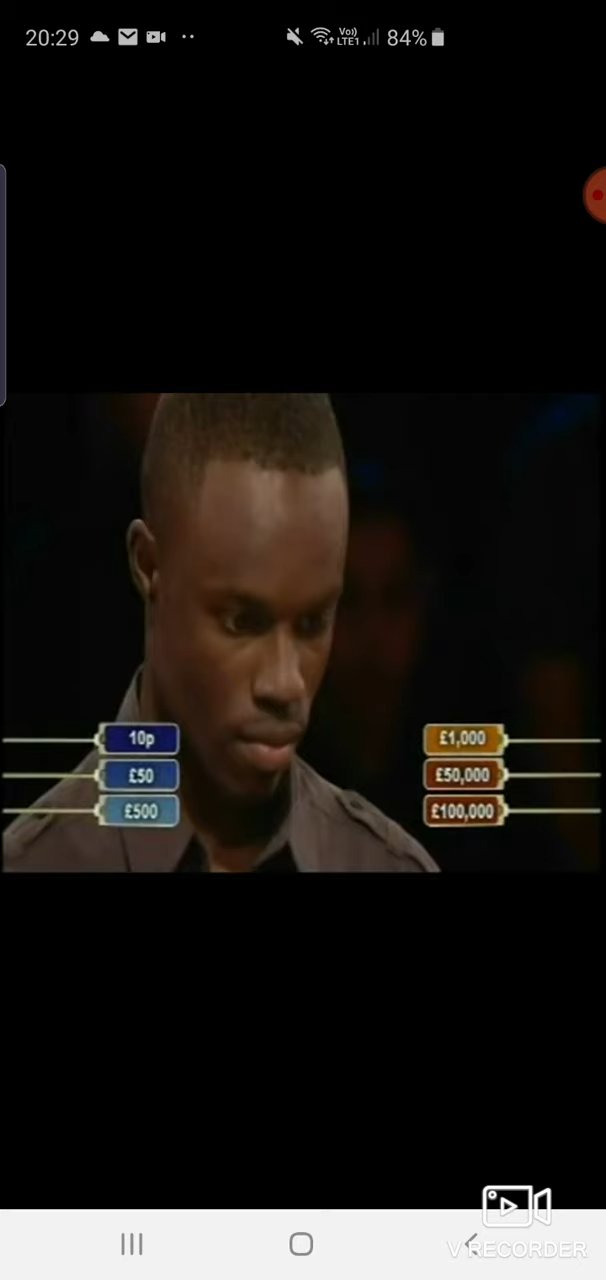 20:29 Vo)) LTE1 84%
10p £1,000
£50 £50,000
£500 £100,000
V RECORDER